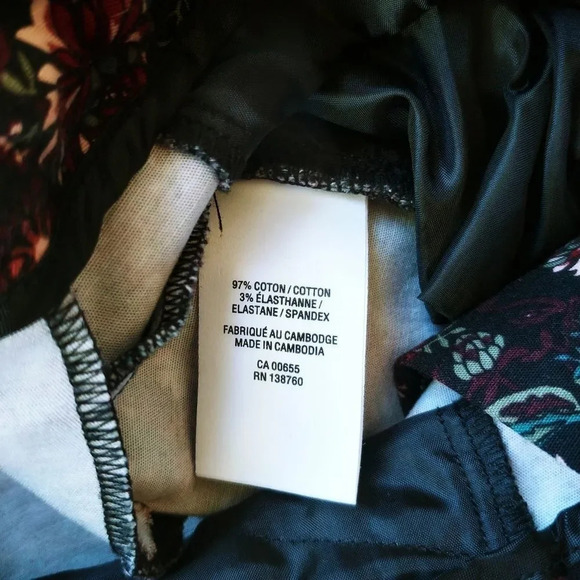 97% COTON / COTTON
3% ÉLASTHANNE /
ELASTANE / SPANDEX
FABRIQUÉ AU CAMBODGE
MADE IN CAMBODIA
CA 00655
RN 138760